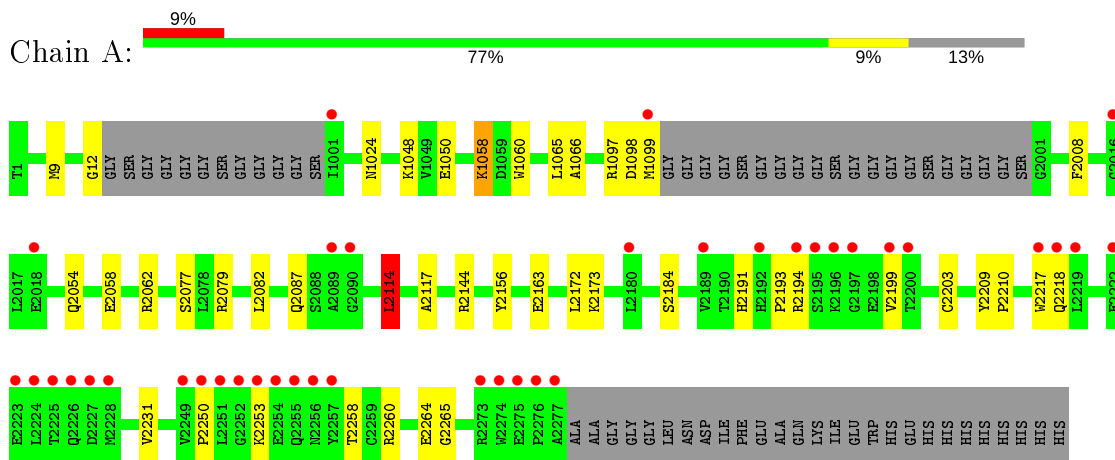 9%
Chain A:
77% 9% 13%
T1 M9 G12 GLY SER GLY GLY GLY GLY SER GLY GLY GLY GLY SER I1001 N1024 K1048 V1049 E1050 K1058 D1059 W1060 L1065 A1066 R1097 D1098 M1099 GLY GLY GLY GLY SER GLY GLY GLY GLY SER GLY GLY GLY GLY SER GLY GLY GLY GLY SER G2001 F2008 G2016
L2017 E2018 Q2054 E2058 R2062 S2077 L2078 R2079 L2082 Q2087 S2088 A2089 G2090 L2114 A2117 R2144 Y2156 E2163 L2172 K2173 L2180 S2184 V2189 T2190 H2191 H2192 P2193 R2194 S2195 K2196 G2197 E2198 V2199 T2200 C2203 Y2209 P2210 W2217 Q2218 L2219
E2223 L2224 T2225 Q2226 D2227 M2228 V2231 V2249 P2250 L2251 G2252 K2253 E2254 Q2255 N2256 Y2257 T2258 C2259 R2260 E2264 G2265 R2273 W2274 E2275 P2276 A2277 ALA ALA GLY GLY GLY LEU ASN ASP ILE PHE GLU ALA GLN LYS ILE GLU TRP HIS GLU HIS HIS HIS HIS HIS HIS HIS HIS